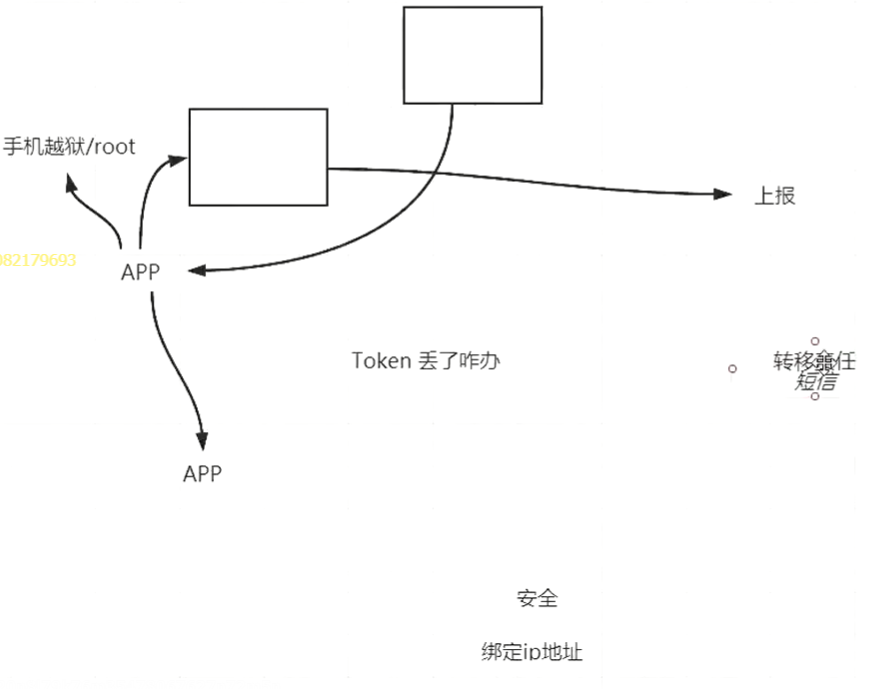 手机越狱/root
上报
082179693
APP
Token 丢了咋办
转移责任
短信
APP
安全
绑定ip地址